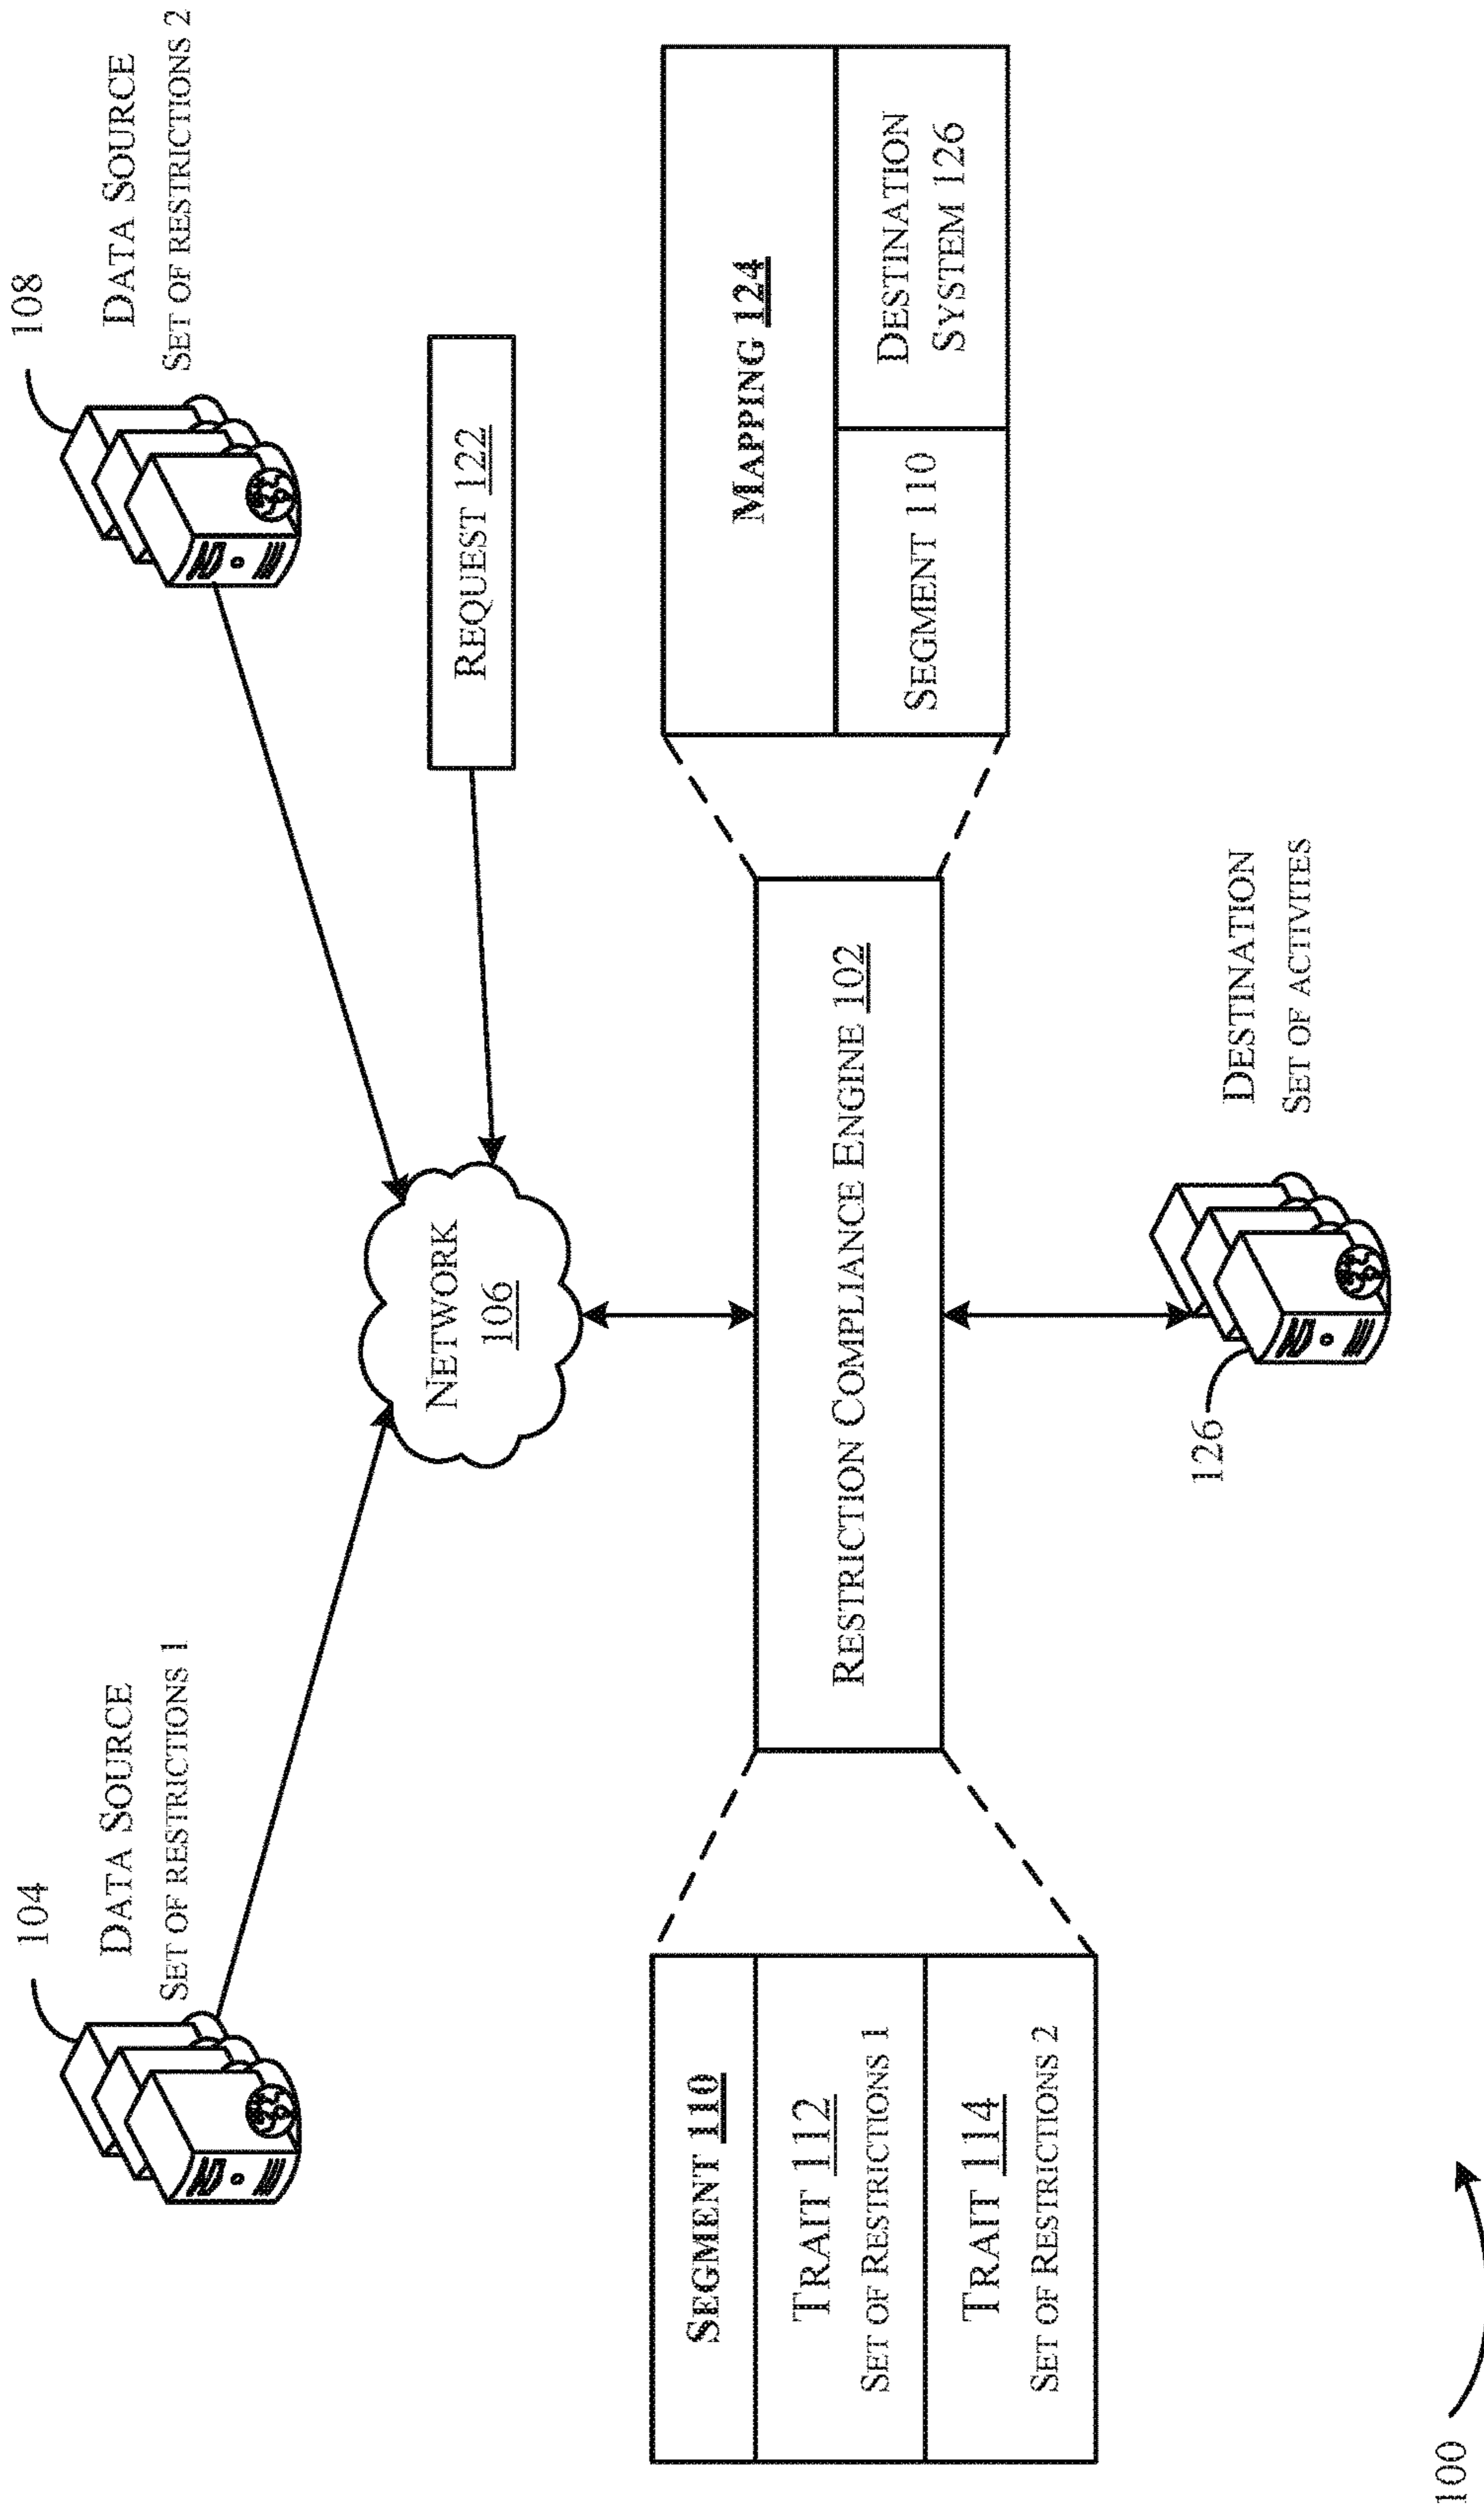 104
DATA SOURCE
SET OF RESTRICTIONS 1
108
DATA SOURCE
SET OF RESTRICTIONS 2
NETWORK
106
REQUEST 122
SEGMENT 110
TRAIT 112
SET OF RESTRICTIONS 1
TRAIT 114
SET OF RESTRICTIONS 2
RESTRICTION COMPLIANCE ENGINE 102
MAPPING 124
SEGMENT 110
DESTINATION
SYSTEM 126
126
DESTINATION
SET OF ACTIVITES
100